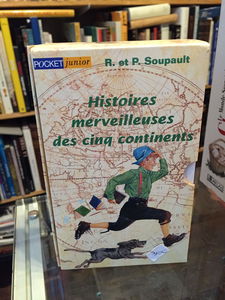 POCKET junior
R. et P. Soupault
Histoires
merveilleuses
des cinq continents